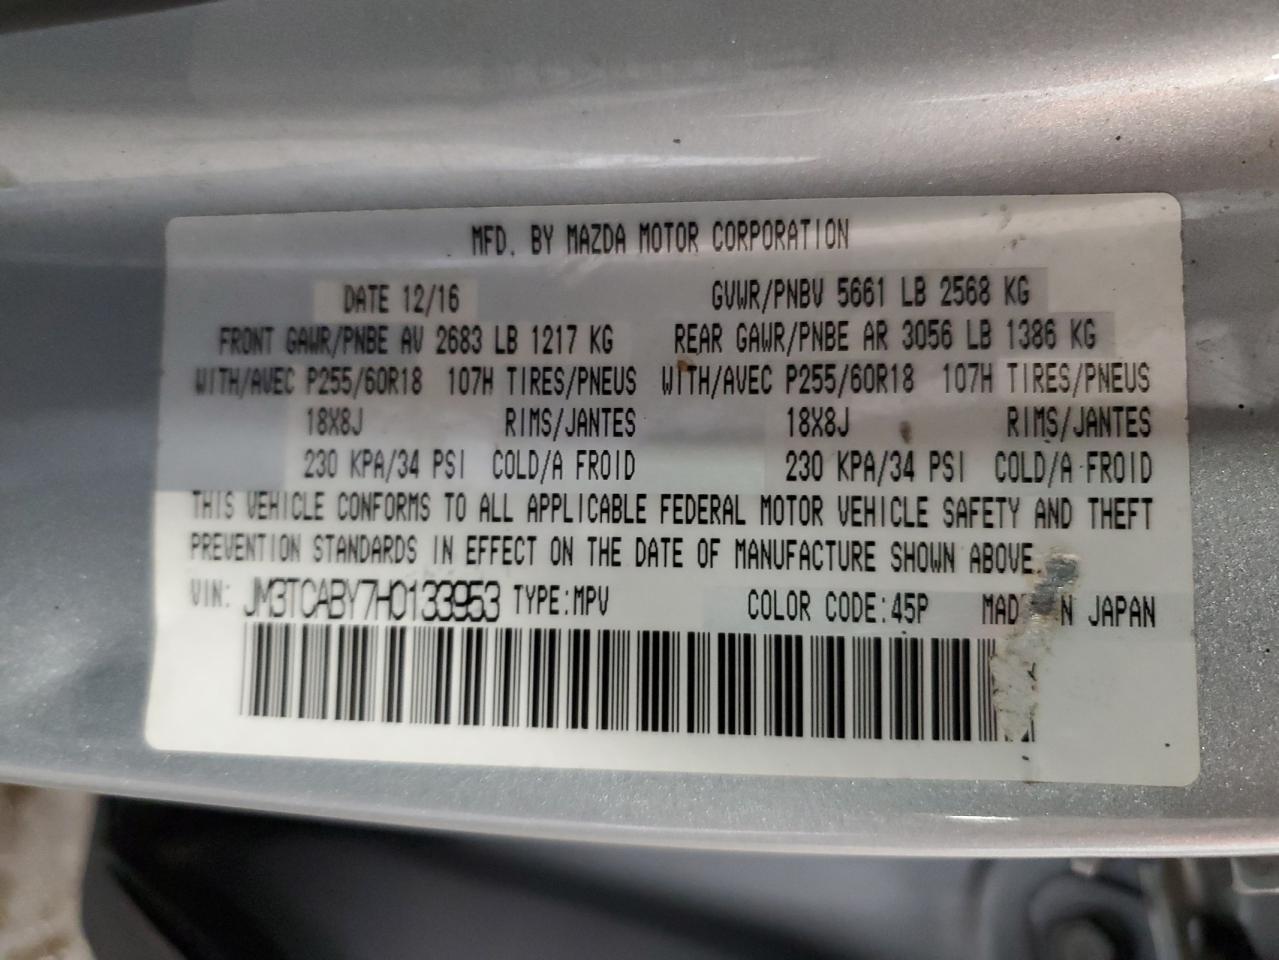 MFD. BY MAZDA MOTOR CORPORATION
DATE 12/16 GVWR/PNBV 5661 LB 2568 KG
FRONT GAWR/PNBE AV 2683 LB 1217 KG REAR GAWR/PNBE AR 3056 LB 1386 KG
WITH/AVEC P255/60R18 107H TIRES/PNEUS WITH/AVEC P255/60R18 107H TIRES/PNEUS
18X8J RIMS/JANTES 18X8J RIMS/JANTES
230 KPA/34 PSI COLD/A FROID 230 KPA/34 PSI COLD/A FROID
THIS VEHICLE CONFORMS TO ALL APPLICABLE FEDERAL MOTOR VEHICLE SAFETY AND THEFT
PREVENTION STANDARDS IN EFFECT ON THE DATE OF MANUFACTURE SHOWN ABOVE.
VIN: JM3TCABY7H0133953 TYPE:MPV COLOR CODE:45P JAPAN